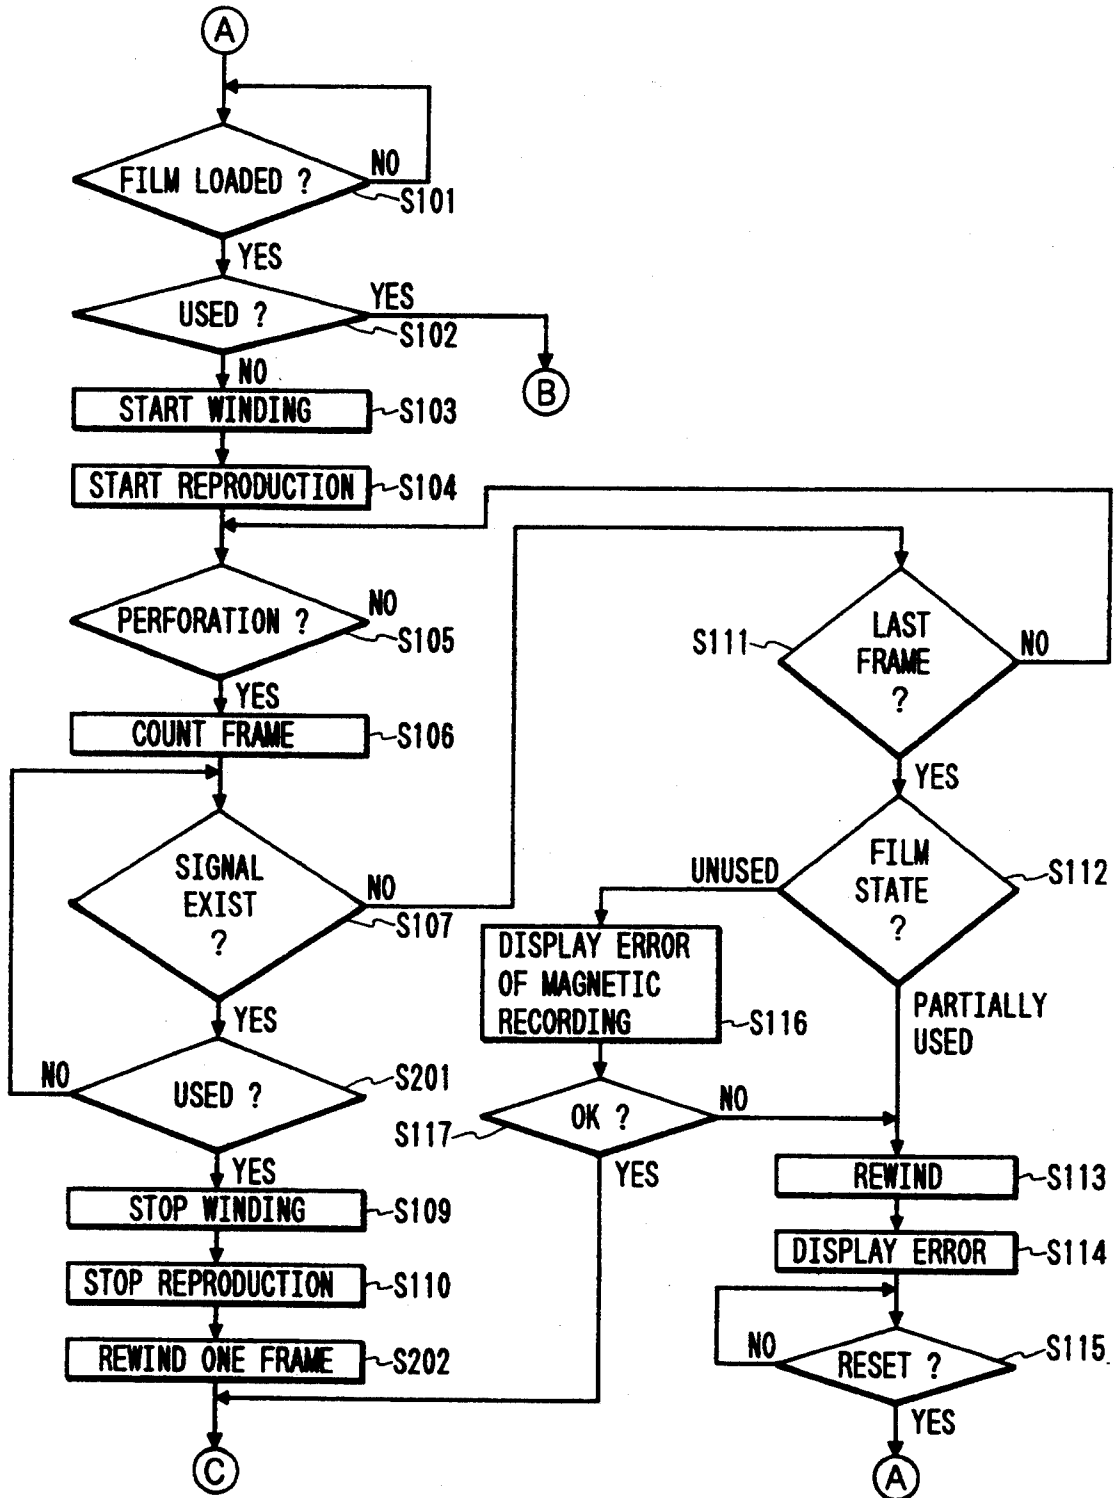 A
FILM LOADED ?
NO
S101
YES
USED ?
YES
S102
NO
B
START WINDING
S103
START REPRODUCTION
S104
PERFORATION ?
NO
S105
YES
COUNT FRAME
S106
SIGNAL
EXIST
?
NO
S107
YES
USED ?
NO
S201
YES
STOP WINDING
S109
STOP REPRODUCTION
S110
REWIND ONE FRAME
S202
C
S111
LAST
FRAME
?
NO
YES
FILM
STATE
?
S112
UNUSED
PARTIALLY
USED
DISPLAY ERROR
OF MAGNETIC
RECORDING
S116
OK ?
NO
S117
YES
REWIND
S113
DISPLAY ERROR
S114
RESET ?
NO
S115
YES
A